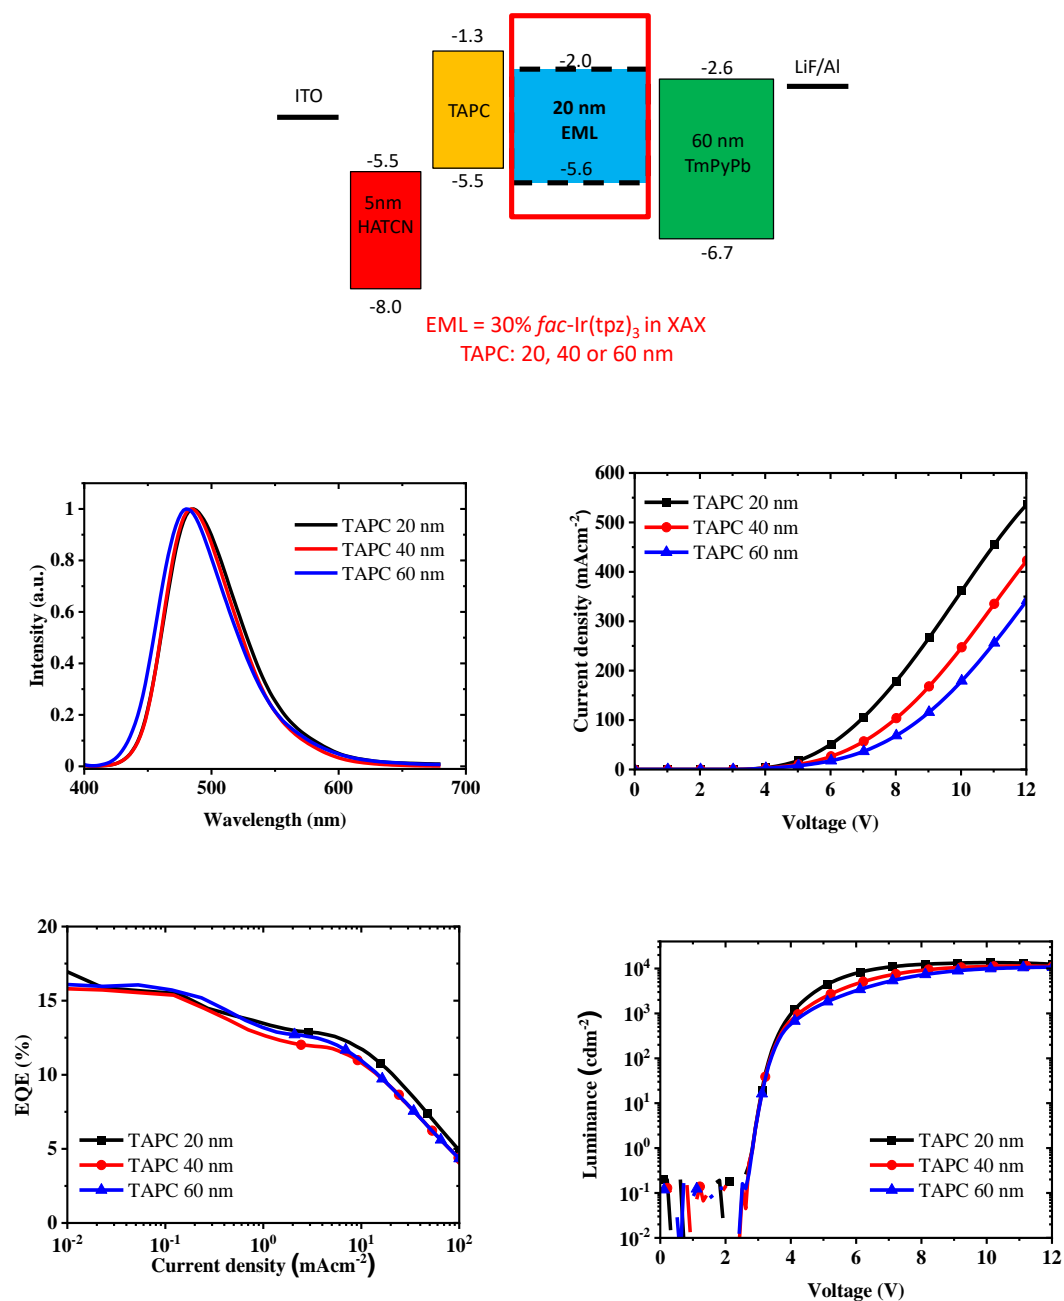 -1.3
-2.0
-2.6
LiF/Al
ITO
TAPC
20 nm
EML
60 nm
TmPyPb
-5.5
-5.5
-5.6
5nm
HATCN
-6.7
-8.0
EML = 30% fac-Ir(tpz)3 in XAX
TAPC: 20, 40 or 60 nm
1
0.8
0.6
0.4
0.2
0
400
500
600
700
Intensity (a.u.)
Wavelength (nm)
TAPC 20 nm
TAPC 40 nm
TAPC 60 nm
600
500
400
300
200
100
0
0
2
4
6
8
10
12
Current density (mAcm-2)
Voltage (V)
TAPC 20 nm
TAPC 40 nm
TAPC 60 nm
20
15
10
5
0
10-2
10-1
100
101
102
EQE (%)
Current density (mAcm-2)
TAPC 20 nm
TAPC 40 nm
TAPC 60 nm
104
103
102
101
100
10-1
10-2
0
2
4
6
8
10
12
Luminance (cdm-2)
Voltage (V)
TAPC 20 nm
TAPC 40 nm
TAPC 60 nm